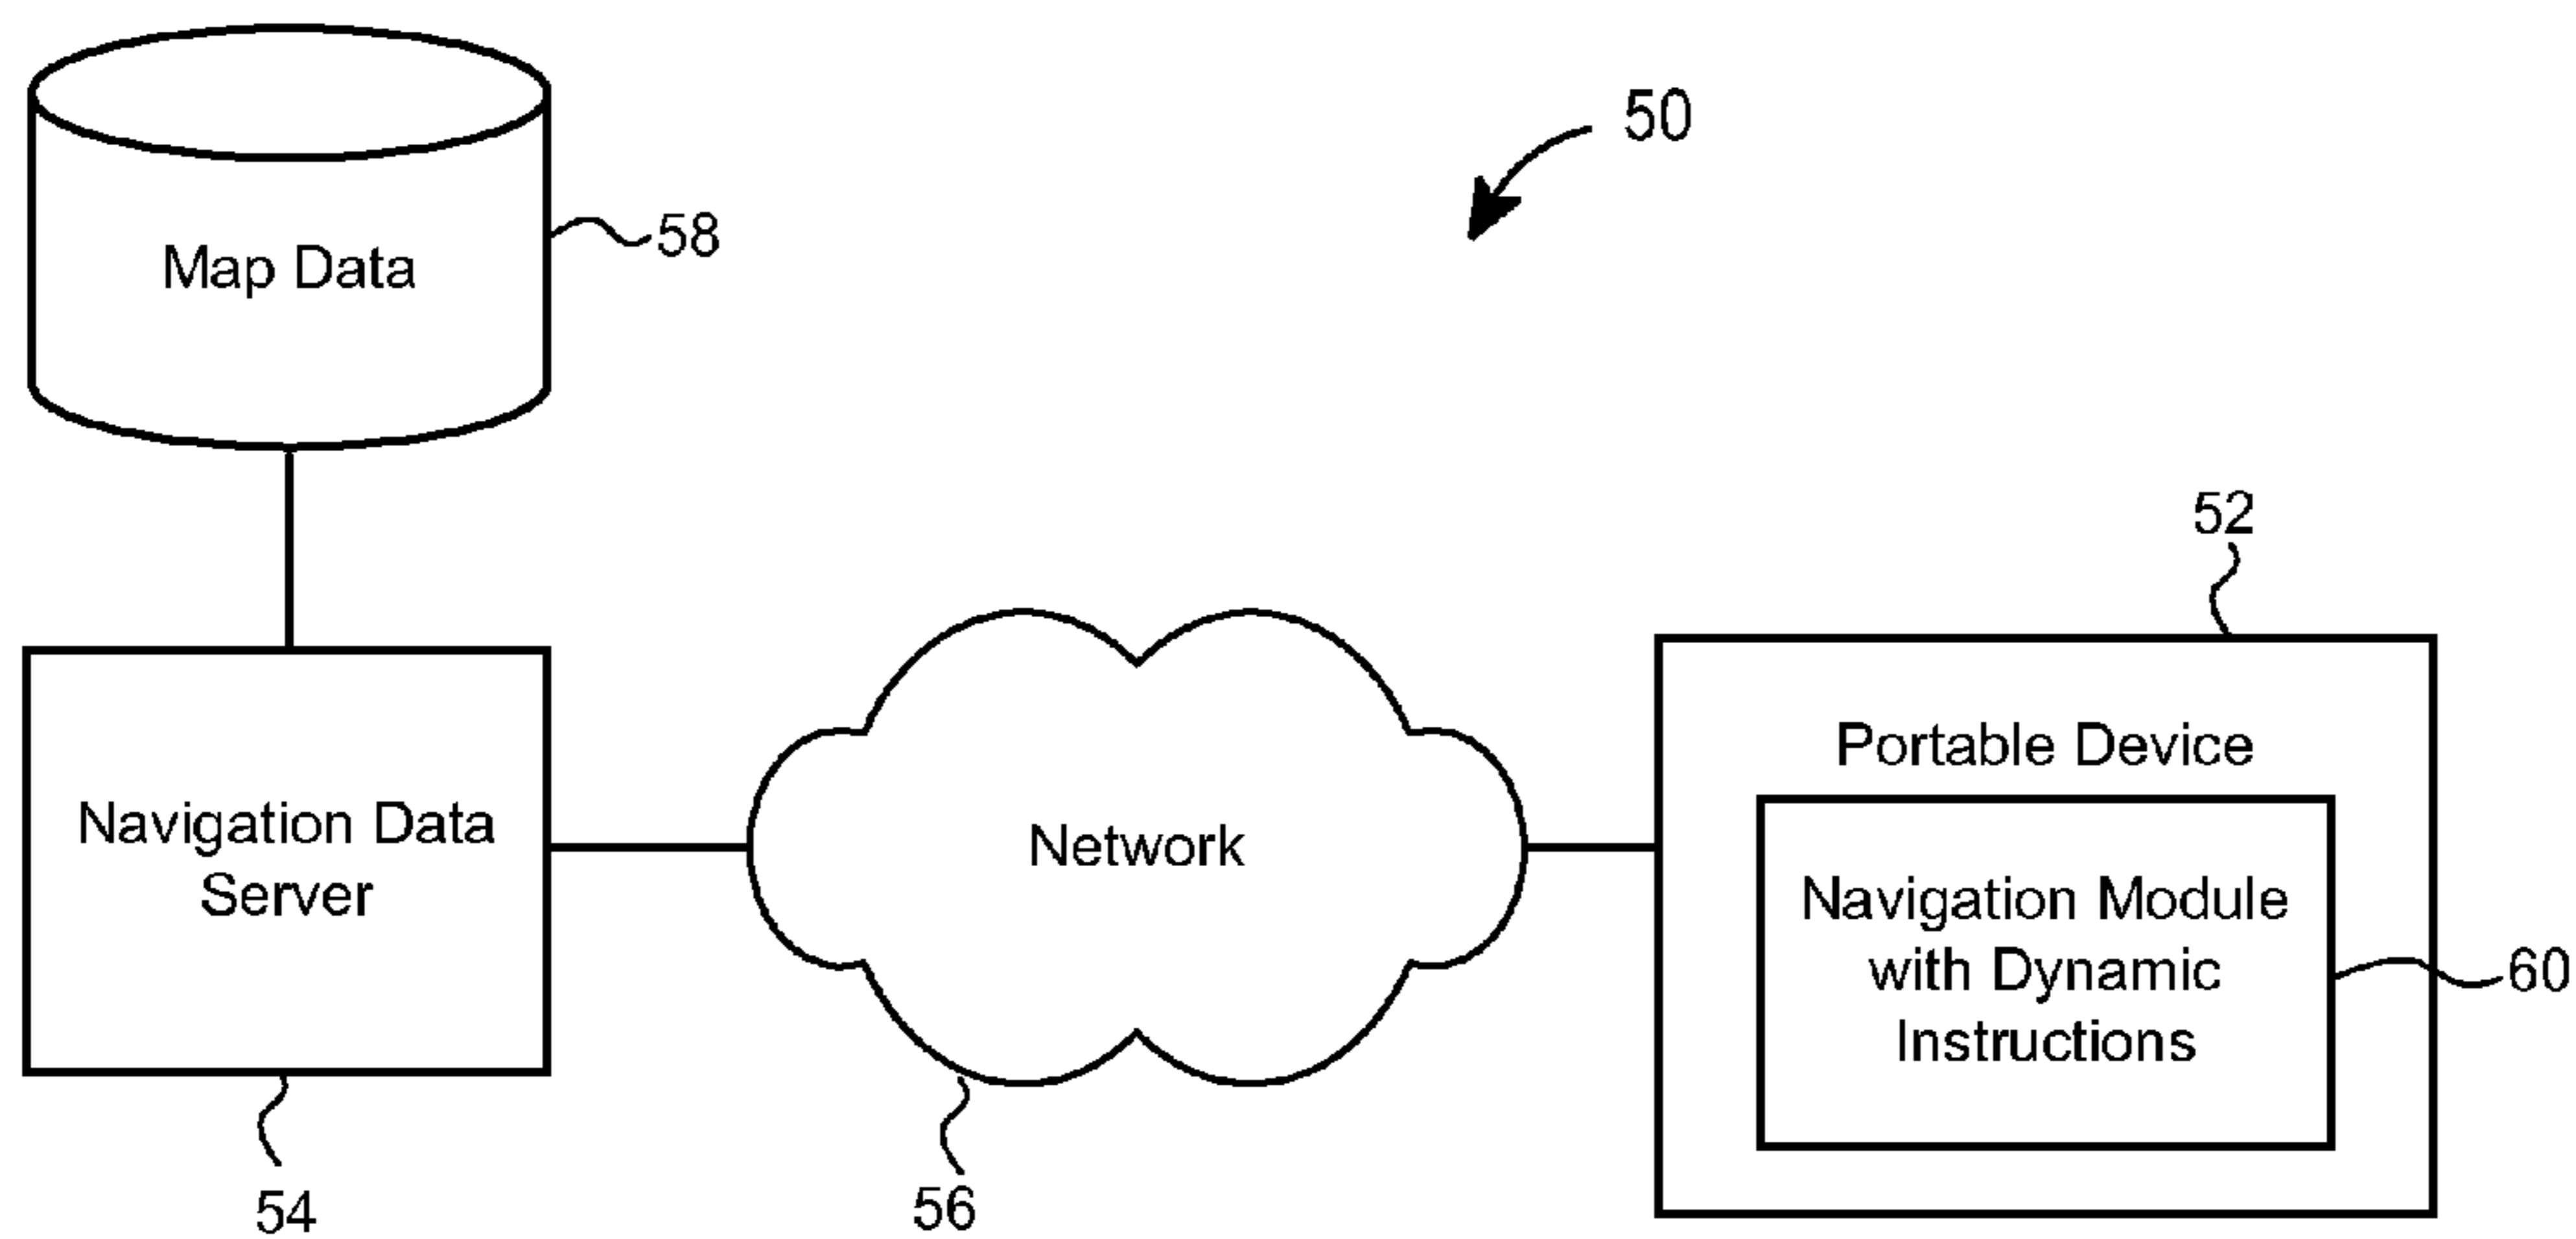 50
Map Data
58
52
Portable Device
Navigation Data
Server
Network
Navigation Module
with Dynamic
Instructions
60
54
56